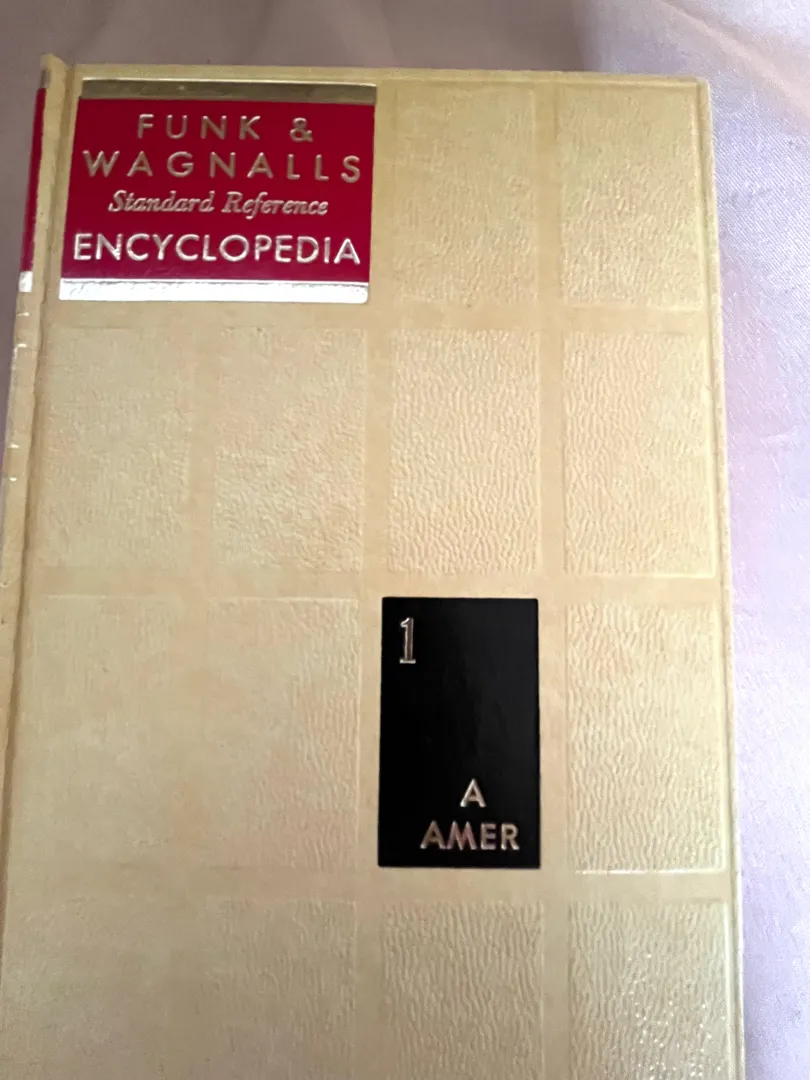 FUNK &
WAGNALLS
Standard Reference
ENCYCLOPEDIA
1
A
AMER